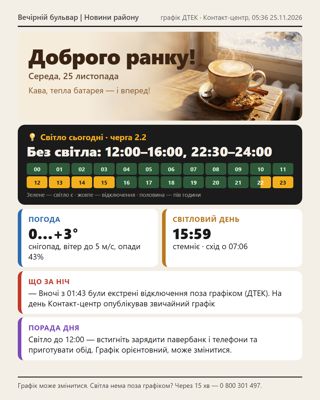 Вечірній бульвар | Новини району
графік ДТЕК · Контакт-центр, 05:36 25.11.2026
Доброго ранку!
Середа, 25 листопада
Кава, тепла батарея — і вперед!
Світло сьогодні · черга 2.2
Без світла: 12:00–16:00, 22:30–24:00
00 01 02 03 04 05 06 07 08 09 10 11
12 13 14 15 16 17 18 19 20 21 22 23
Зелене — світло є · жовте — відключення · половина — пів години
ПОГОДА
0…+3°
снігопад, вітер до 5 м/с, опади
43%
СВІТЛОВИЙ ДЕНЬ
15:59
стемніє · схід о 07:06
ЩО ЗА НІЧ
— Вночі з 01:43 були екстрені відключення поза графіком (ДТЕК). На
день Контакт-центр опублікував звичайний графік
ПОРАДА ДНЯ
Світло до 12:00 — встигніть зарядити павербанк і телефони та
приготувати обід. Графік орієнтовний, може змінитися.
Графік може змінитися. Світла нема поза графіком? Через 15 хв — 0 800 301 497.